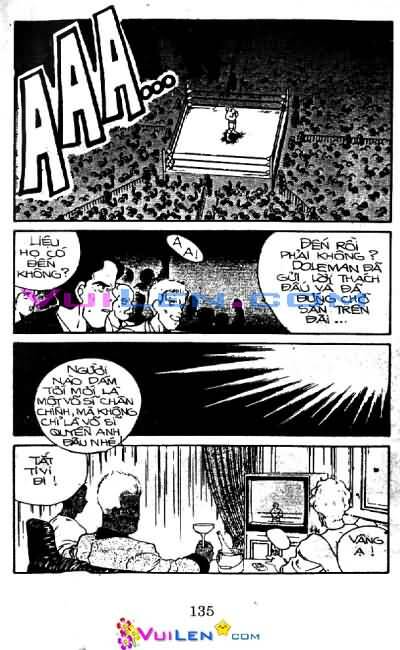 AAA...
LIỆU
HỌ CÓ
ĐẾN
KHÔNG?
A
A!
ĐẾN RỒI
PHẢI KHÔNG?
DOLEMAN ĐÃ
GỬI LỜI THÁCH
ĐẤU VÀ ĐÃ
ĐỨNG CHỜ
SẴN TRÊN
ĐÀI...
VUILEN.COM
NGƯỜI
NÀO DÁM
TỚI MỚI LÀ
MỘT VÕ SĨ CHÂN
CHÍNH, MÀ KHÔNG
CHỈ LÀ VÕ SĨ
QUYỀN ANH
ĐÂU NHÉ!
TẮT
TIVI
ĐI!
VÂNG
Ạ!
135
VUILEN.COM